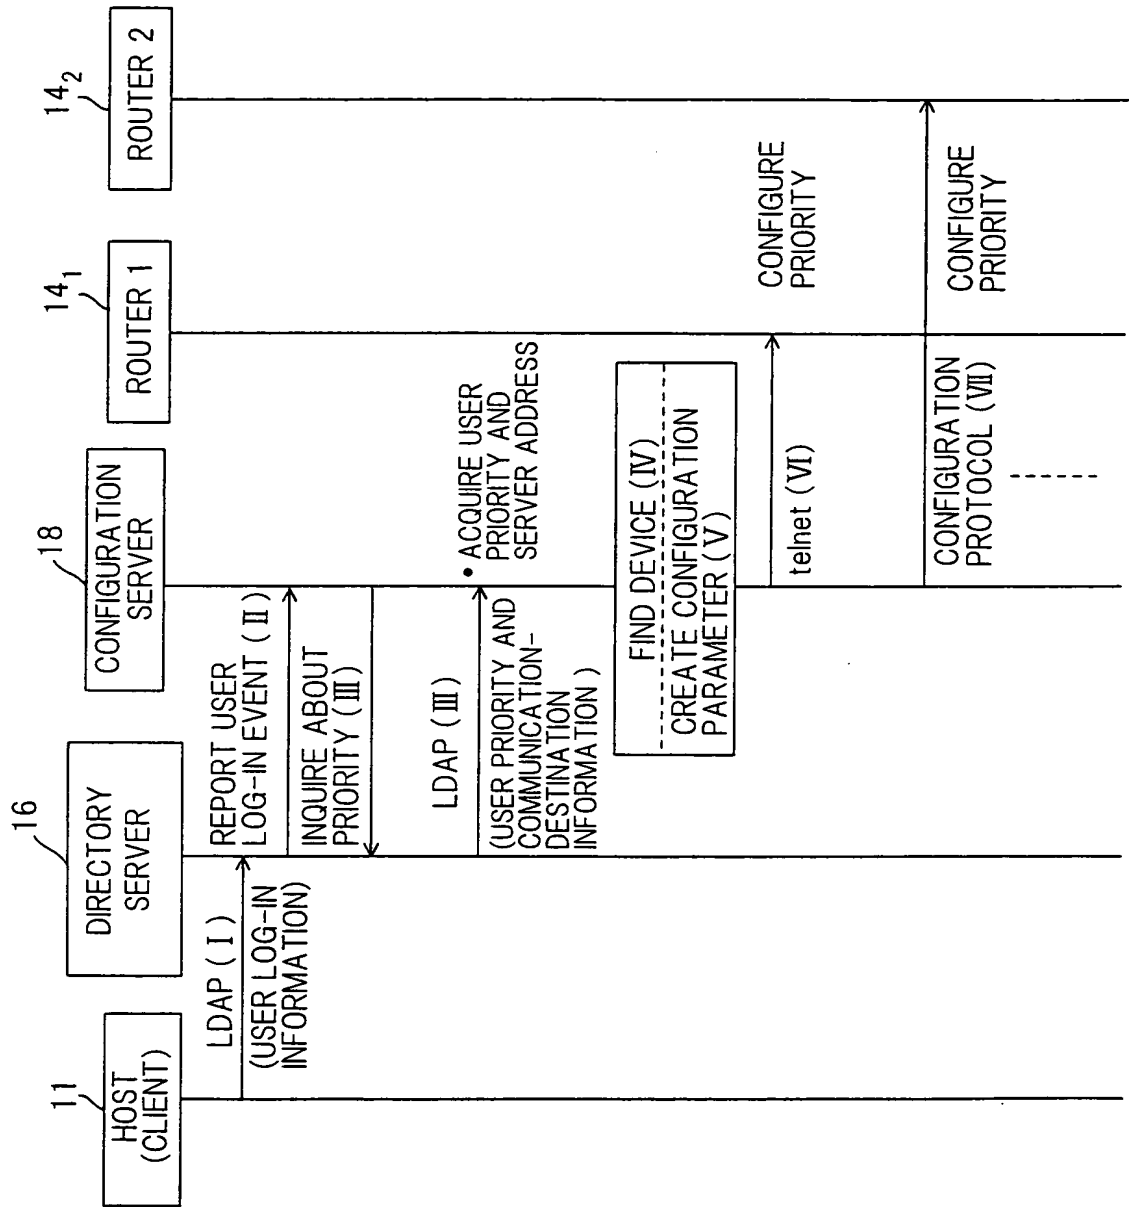 11
HOST
(CLIENT)
16
DIRECTORY
SERVER
18
CONFIGURATION
SERVER
14₁
ROUTER 1
14₂
ROUTER 2
LDAP (Ⅰ)
(USER LOG-IN
INFORMATION)
REPORT USER
LOG-IN EVENT (Ⅱ)
INQUIRE ABOUT
PRIORITY (Ⅲ)
LDAP (Ⅲ)
(USER PRIORITY AND
COMMUNICATION-
DESTINATION
INFORMATION)
• ACQUIRE USER
PRIORITY AND
SERVER ADDRESS
FIND DEVICE (Ⅳ)
CREATE CONFIGURATION
PARAMETER (Ⅴ)
telnet (Ⅵ)
CONFIGURE
PRIORITY
CONFIGURATION
PROTOCOL (Ⅶ)
CONFIGURE
PRIORITY